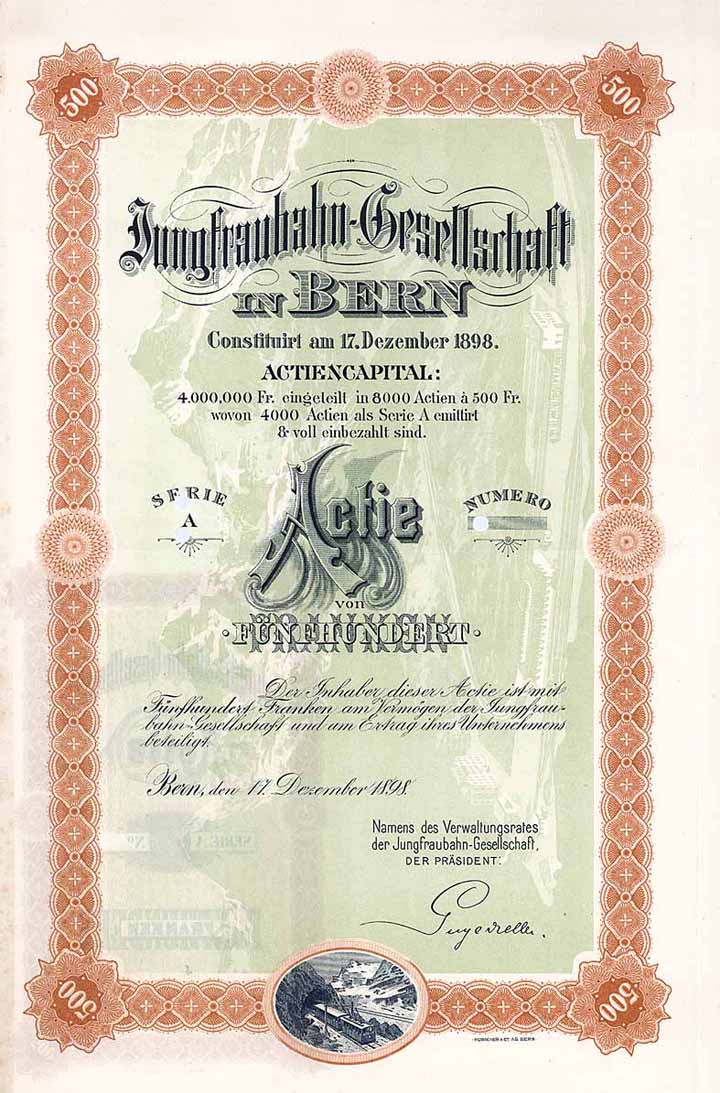 500
500
Jungfraubahn-Gesellschaft
IN BERN
Constituirt am 17. Dezember 1898.
ACTIENCAPITAL:
4.000,000 Fr. eingeteilt in 8000 Actien à 500 Fr.
wovon 4000 Actien als Serie A emittirt
& voll einbezahlt sind.
SERIE
A
Actie
NUMERO
von
FÜNFHUNDERT
FRANKEN
Der Inhaber dieser Actie ist mit
Fünfhundert Franken am Vermögen der Jungfrau-
bahn-Gesellschaft und am Ertrag ihres Unternehmens
beteiligt.
Bern, den 17. Dezember 1898.
Namens des Verwaltungsrates
der Jungfraubahn-Gesellschaft,
DER PRÄSIDENT:
500
500